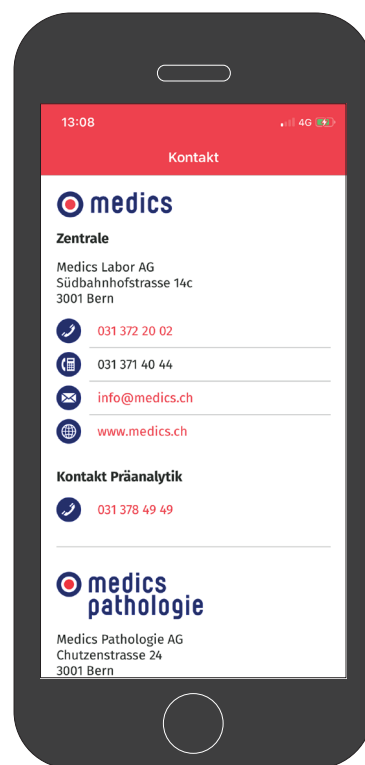 13:08
4G
Kontakt
medics
Zentrale
Medics Labor AG
Südbahnhofstrasse 14c
3001 Bern
031 372 20 02
031 371 40 44
info@medics.ch
www.medics.ch
Kontakt Präanalytik
031 378 49 49
medics
pathologie
Medics Pathologie AG
Chutzenstrasse 24
3001 Bern